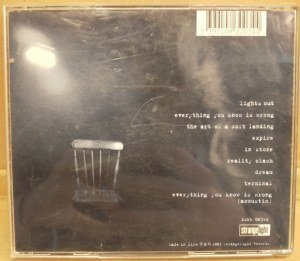 lights out
everything you know is wrong
the art of a soft landing
expire
in stone
reality clash
dream
terminal
everything you know is wrong
(acoustic)
strangelight